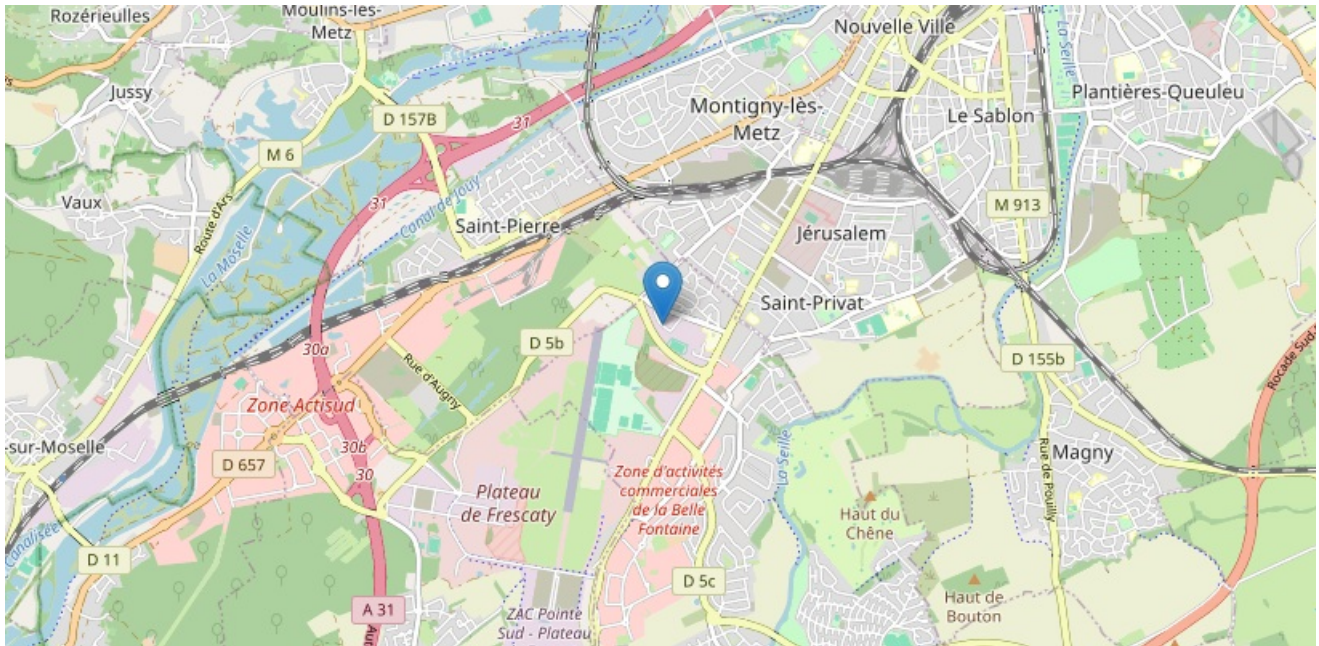 Rozérieulles
Moulins-lès-
Metz
Nouvelle Ville
La Seille
Jussy
D 157B
31
Montigny-lès-
Metz
Le Sablon
Plantières-Queuleu
M 6
Vaux
Route d'Ars
La Moselle
31
Canal de Jouy
Saint-Pierre
M 913
Jérusalem
Saint-Privat
D 5b
30a
Rue d'Augny
D 155b
Rocade Sud
Zone Actisud
-sur-Moselle
30b
D 657
30
La Seille
Magny
Rue de Pouilly
Plateau
de Frescaty
Zone d'activités
commerciales
de la Belle
Fontaine
Haut du
Chêne
Canalisée
D 11
D 5c
Haut de
Bouton
A 31
ZAC Pointe
Sud - Plateau